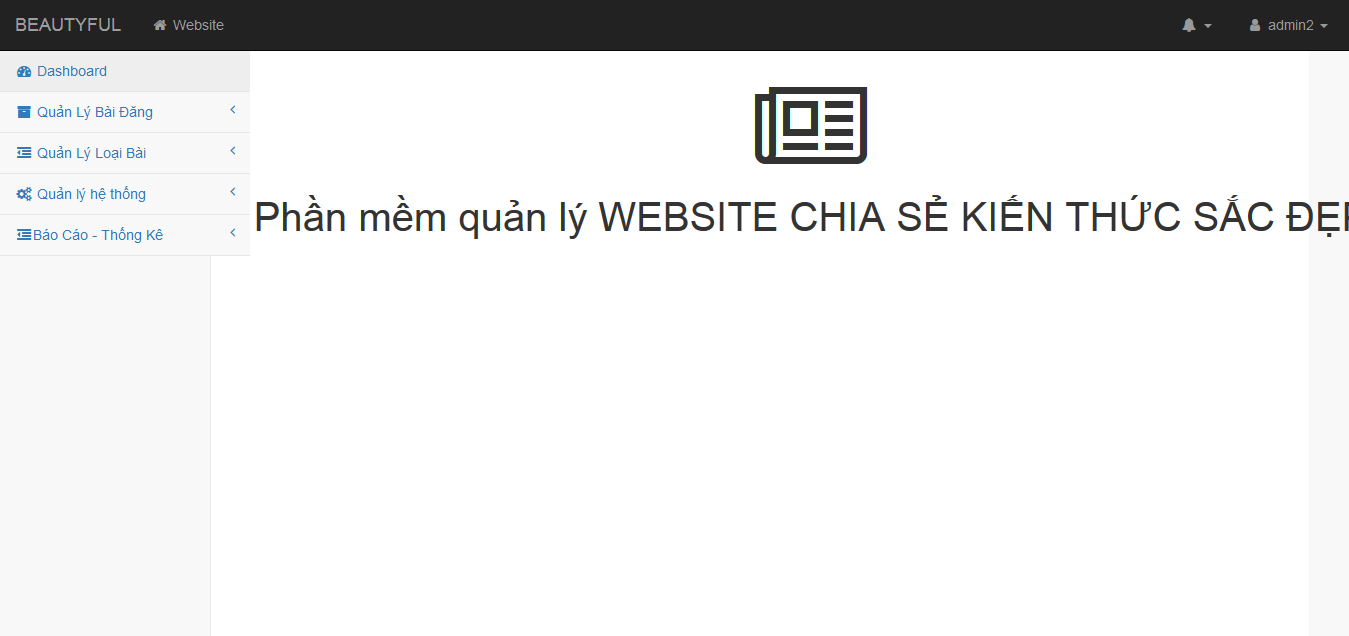 BEAUTYFUL Website admin2
Dashboard
Quản Lý Bài Đăng
Quản Lý Loại Bài
Quản lý hệ thống
Báo Cáo - Thống Kê
Phần mềm quản lý WEBSITE CHIA SẺ KIẾN THỨC SẮC ĐẸP